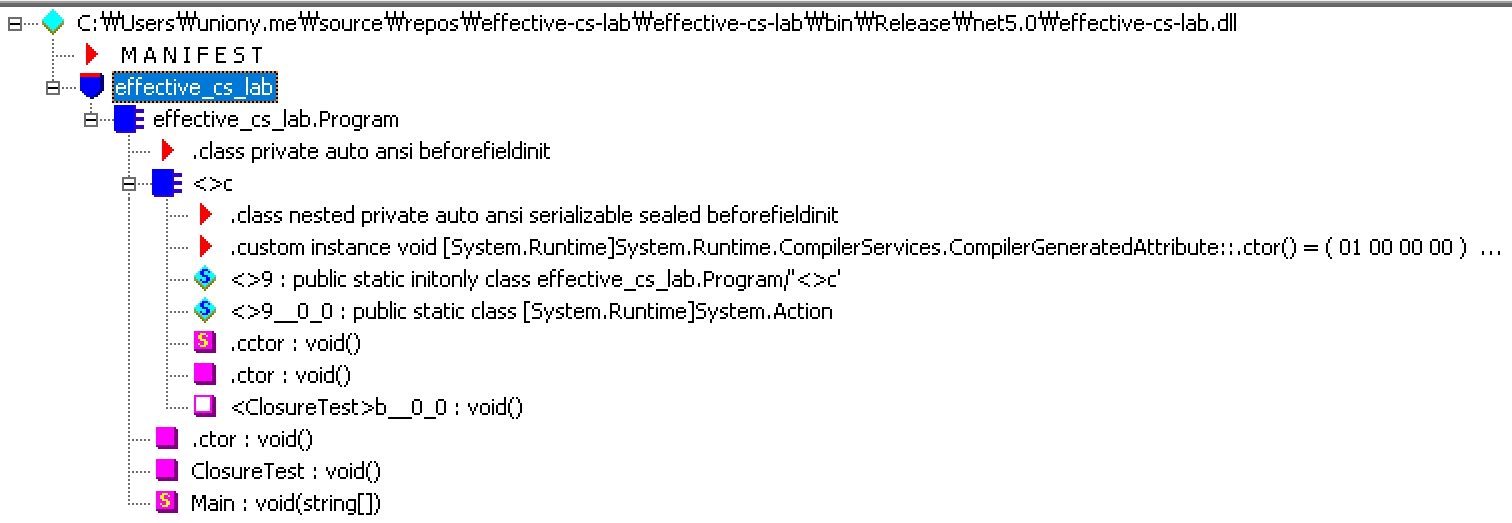 C:₩Users₩uniony.me₩source₩repos₩effective-cs-lab₩effective-cs-lab₩bin₩Release₩net5.0₩effective-cs-lab.dll
M A N I F E S T
effective_cs_lab
effective_cs_lab.Program
.class private auto ansi beforefieldinit
<>c
.class nested private auto ansi serializable sealed beforefieldinit
.custom instance void [System.Runtime]System.Runtime.CompilerServices.CompilerGeneratedAttribute::.ctor() = ( 01 00 00 00 ) ...
<>9 : public static initonly class effective_cs_lab.Program/'<>c'
<>9__0_0 : public static class [System.Runtime]System.Action
.cctor : void()
.ctor : void()
<ClosureTest>b__0_0 : void()
.ctor : void()
ClosureTest : void()
Main : void(string[])